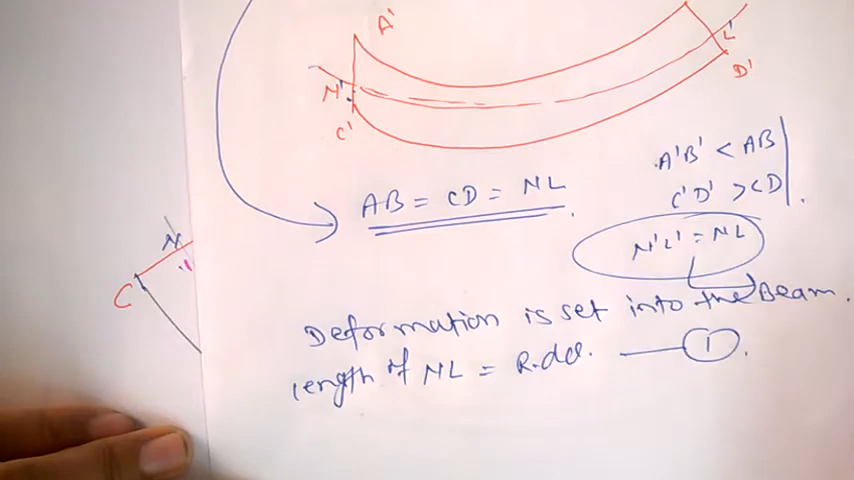 A'
L'
D'
M'
C'
AB = CD = NL
A'B' < AB
C'D' > CD
N'L' = NL
N
C
Deformation is set into the Beam.
length of NL = R.dθ. — 1.